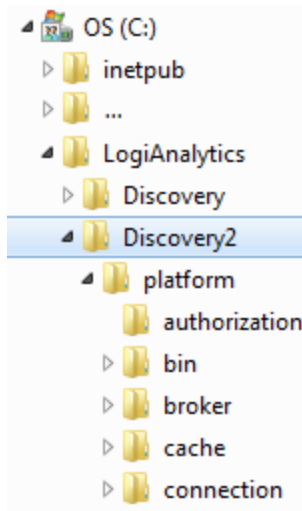 OS (C:)
inetpub
...
LogiAnalytics
Discovery
Discovery2
platform
authorization
bin
broker
cache
connection